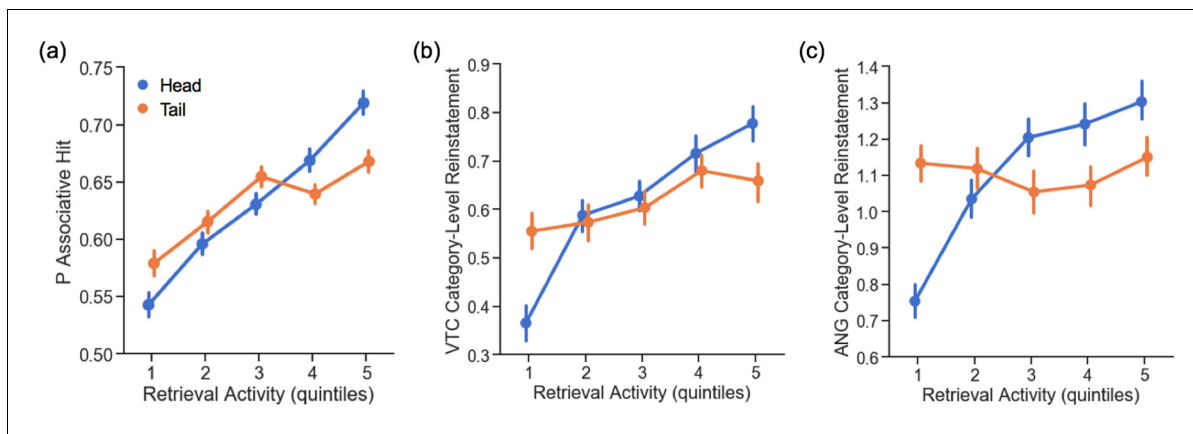 (a)
P Associative Hit
0.75
0.70
0.65
0.60
0.55
0.50
Head
Tail
1 2 3 4 5
Retrieval Activity (quintiles)
(b)
VTC Category-Level Reinstatement
0.9
0.8
0.7
0.6
0.5
0.4
0.3
1 2 3 4 5
Retrieval Activity (quintiles)
(c)
ANG Category-Level Reinstatement
1.4
1.3
1.2
1.1
1.0
0.9
0.8
0.7
0.6
1 2 3 4 5
Retrieval Activity (quintiles)